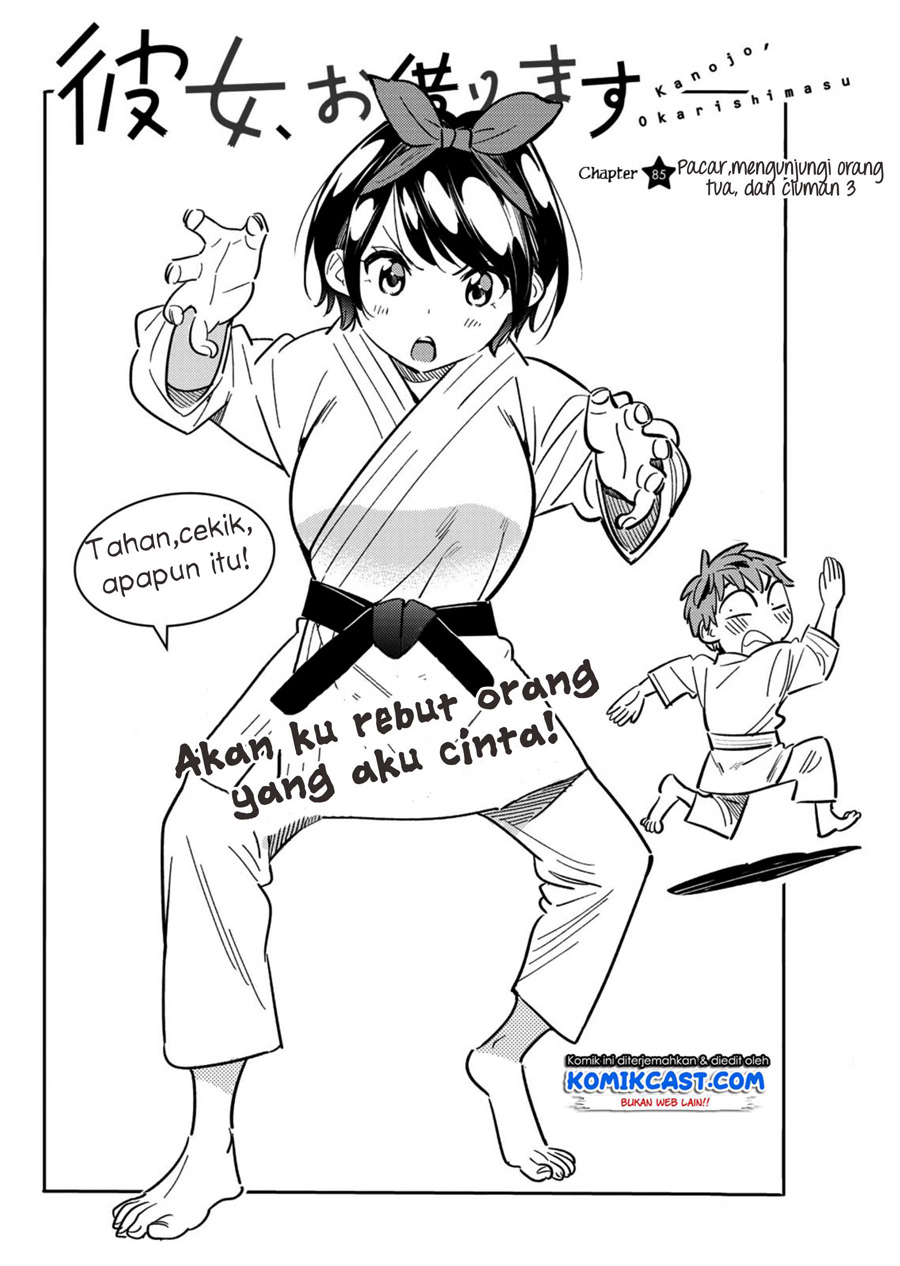 彼女、お借ります
Kanojo,
Okarishimasu
Chapter 85 Pacar,mengunjungi orang
tua, dan ciuman 3
Tahan,cekik,
apapun itu!
Akan ku rebut orang
yang aku cinta!
Komik ini diterjemahkan & diedit oleh
KOMIKCAST.COM
BUKAN WEB LAIN!!